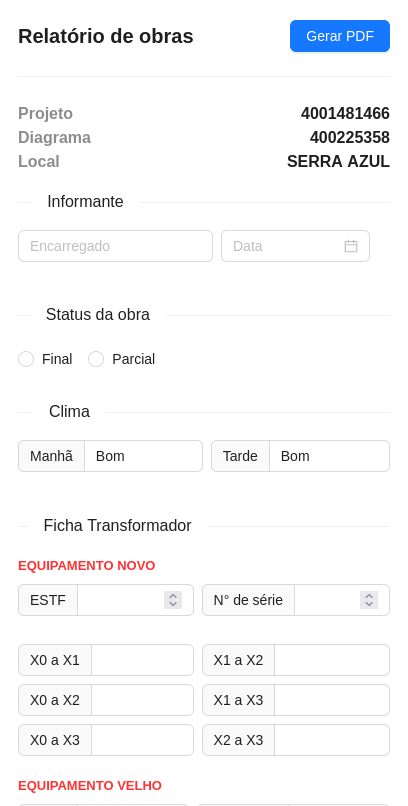 Relatório de obras
Gerar PDF
Projeto 4001481466
Diagrama 400225358
Local SERRA AZUL
Informante
Encarregado Data
Status da obra
Final Parcial
Clima
Manhã Bom Tarde Bom
Ficha Transformador
EQUIPAMENTO NOVO
ESTF N° de série
X0 a X1 X1 a X2
X0 a X2 X1 a X3
X0 a X3 X2 a X3
EQUIPAMENTO VELHO